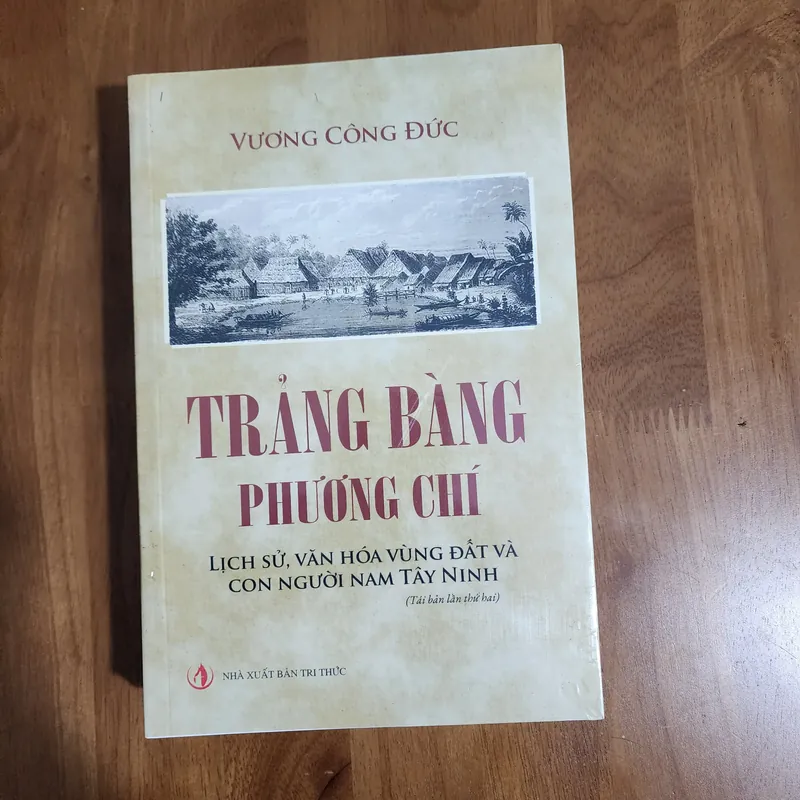 VƯƠNG CÔNG ĐỨC
TRẢNG BÀNG
PHƯƠNG CHÍ
LỊCH SỬ, VĂN HÓA VÙNG ĐẤT VÀ
CON NGƯỜI NAM TÂY NINH
(Tái bản lần thứ hai)
NHÀ XUẤT BẢN TRI THỨC